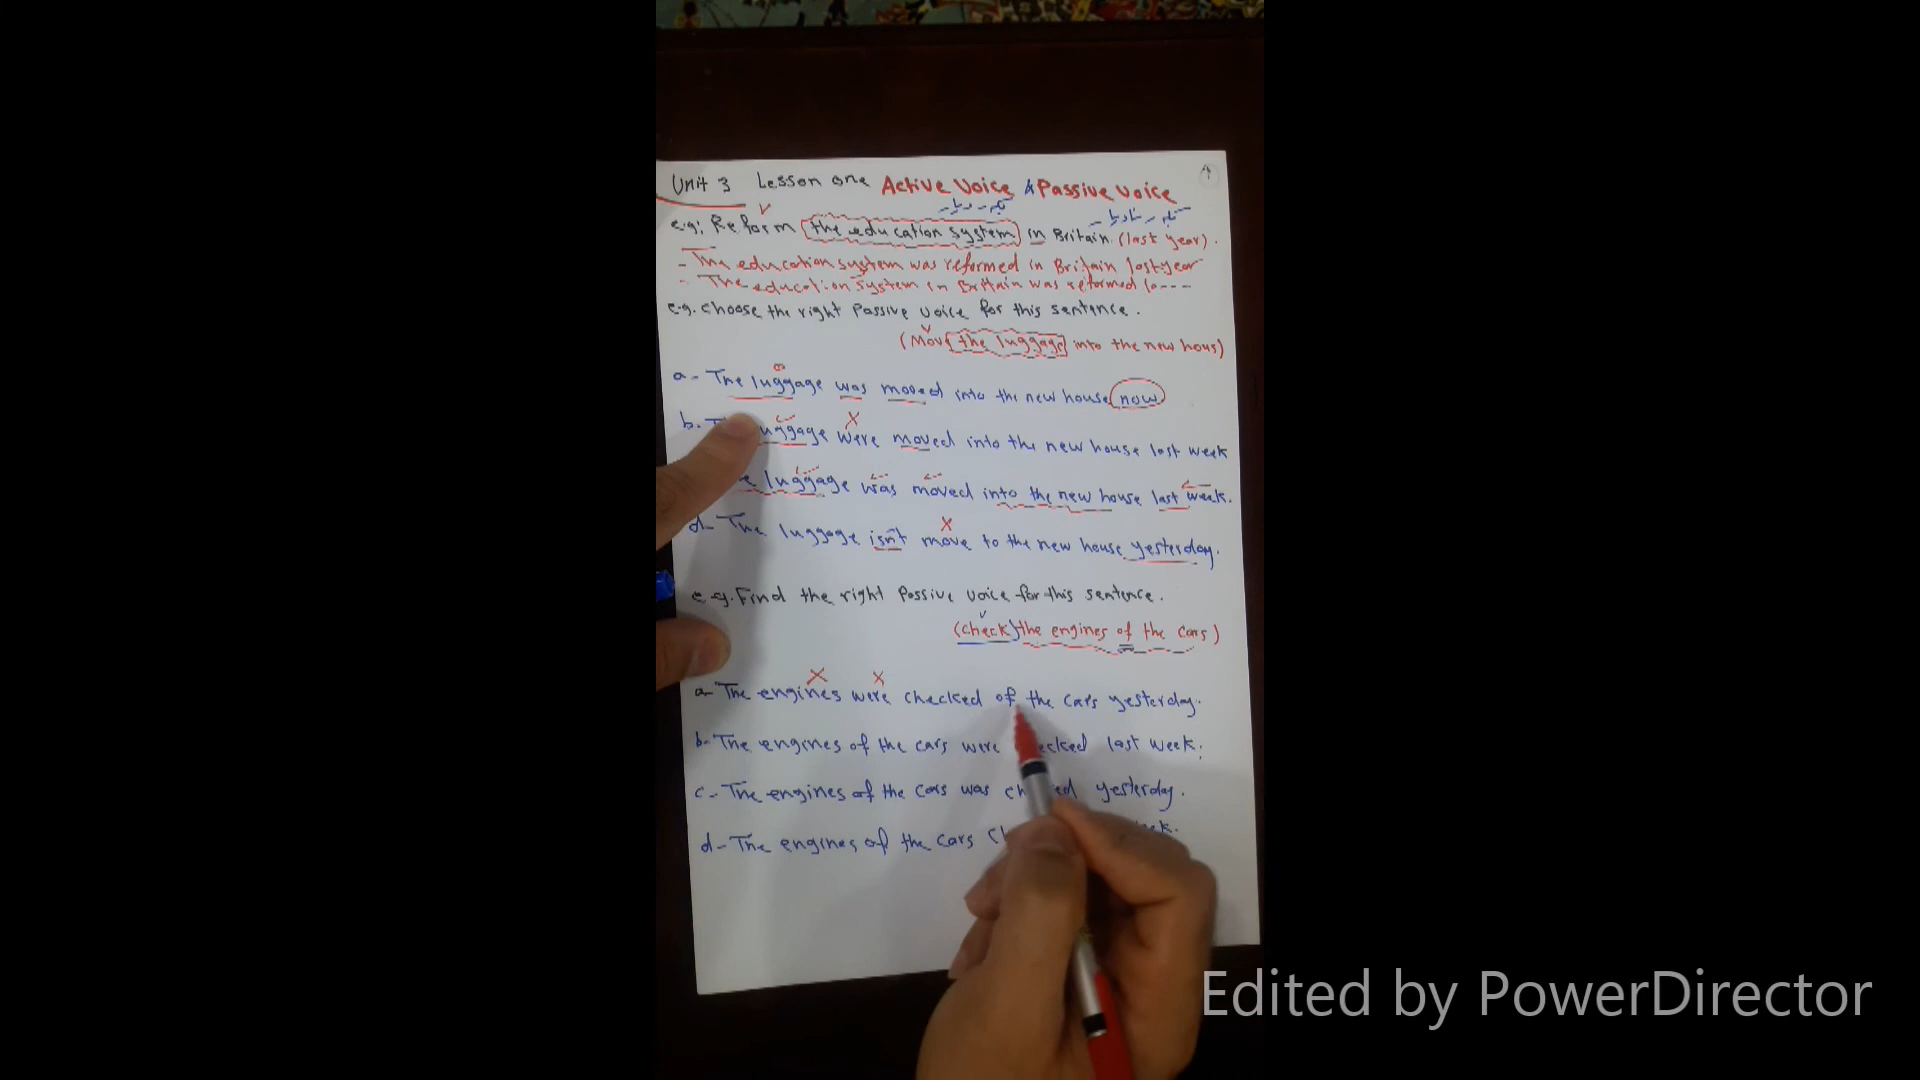 Unit 3 Lesson one Active Voice & Passive Voice
e.g; Reform the education system in Britain (last year).
- The education system was reformed in Britain last year
- The education system in Britain was reformed la---
e.g. choose the right Passive voice for this sentence.
(Move the luggage into the new hous)
a- The luggage was moved into the new house now
b- luggage were moved into the new house last week
luggage was moved into the new house last week.
d- The luggage isn't move to the new house yesterday.
e.g. Find the right Passive voice for this sentence.
(check) the engines of the cars)
a- The engines were checked of the cars yesterday.
b- The engines of the cars were checked last week.
c- The engines of the cars was checked yesterday.
d- The engines of the cars
Edited by PowerDirector